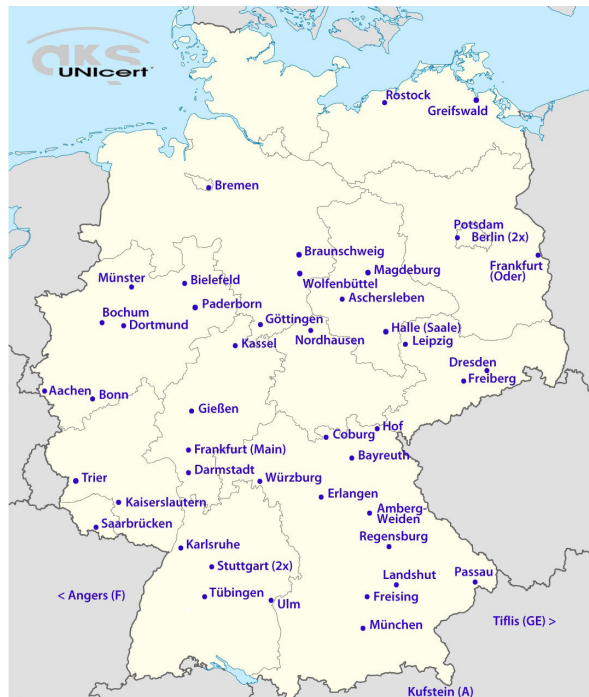 aks
UNIcert®
Rostock
Greifswald
Bremen
Potsdam
Berlin (2x)
Braunschweig
Frankfurt
(Oder)
Magdeburg
Wolfenbüttel
Münster
Bielefeld
Aschersleben
Paderborn
Bochum
Dortmund
Göttingen
Nordhausen
Halle (Saale)
Leipzig
Kassel
Dresden
Freiberg
Aachen
Bonn
Gießen
Hof
Coburg
Frankfurt (Main)
Bayreuth
Darmstadt
Würzburg
Trier
Erlangen
Kaiserslautern
Amberg-
Weiden
Saarbrücken
Regensburg
Karlsruhe
Stuttgart (2x)
Landshut
Passau
< Angers (F)
Tübingen
Ulm
Freising
Tiflis (GE) >
München
Kufstein (A)